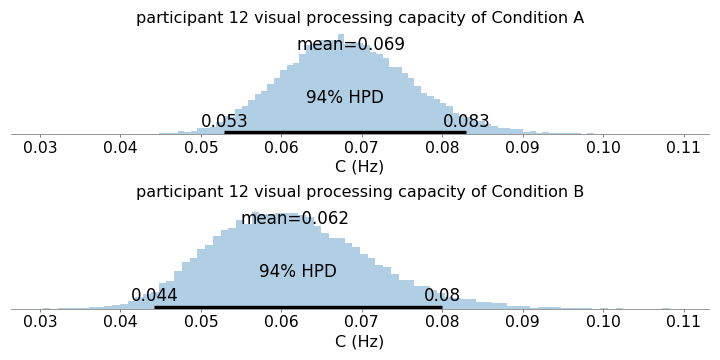 participant 12 visual processing capacity of Condition A
mean=0.069
94% HPD
0.053 0.083
0.03 0.04 0.05 0.06 0.07 0.08 0.09 0.10 0.11
C (Hz)
participant 12 visual processing capacity of Condition B
mean=0.062
94% HPD
0.044 0.08
0.03 0.04 0.05 0.06 0.07 0.08 0.09 0.10 0.11
C (Hz)